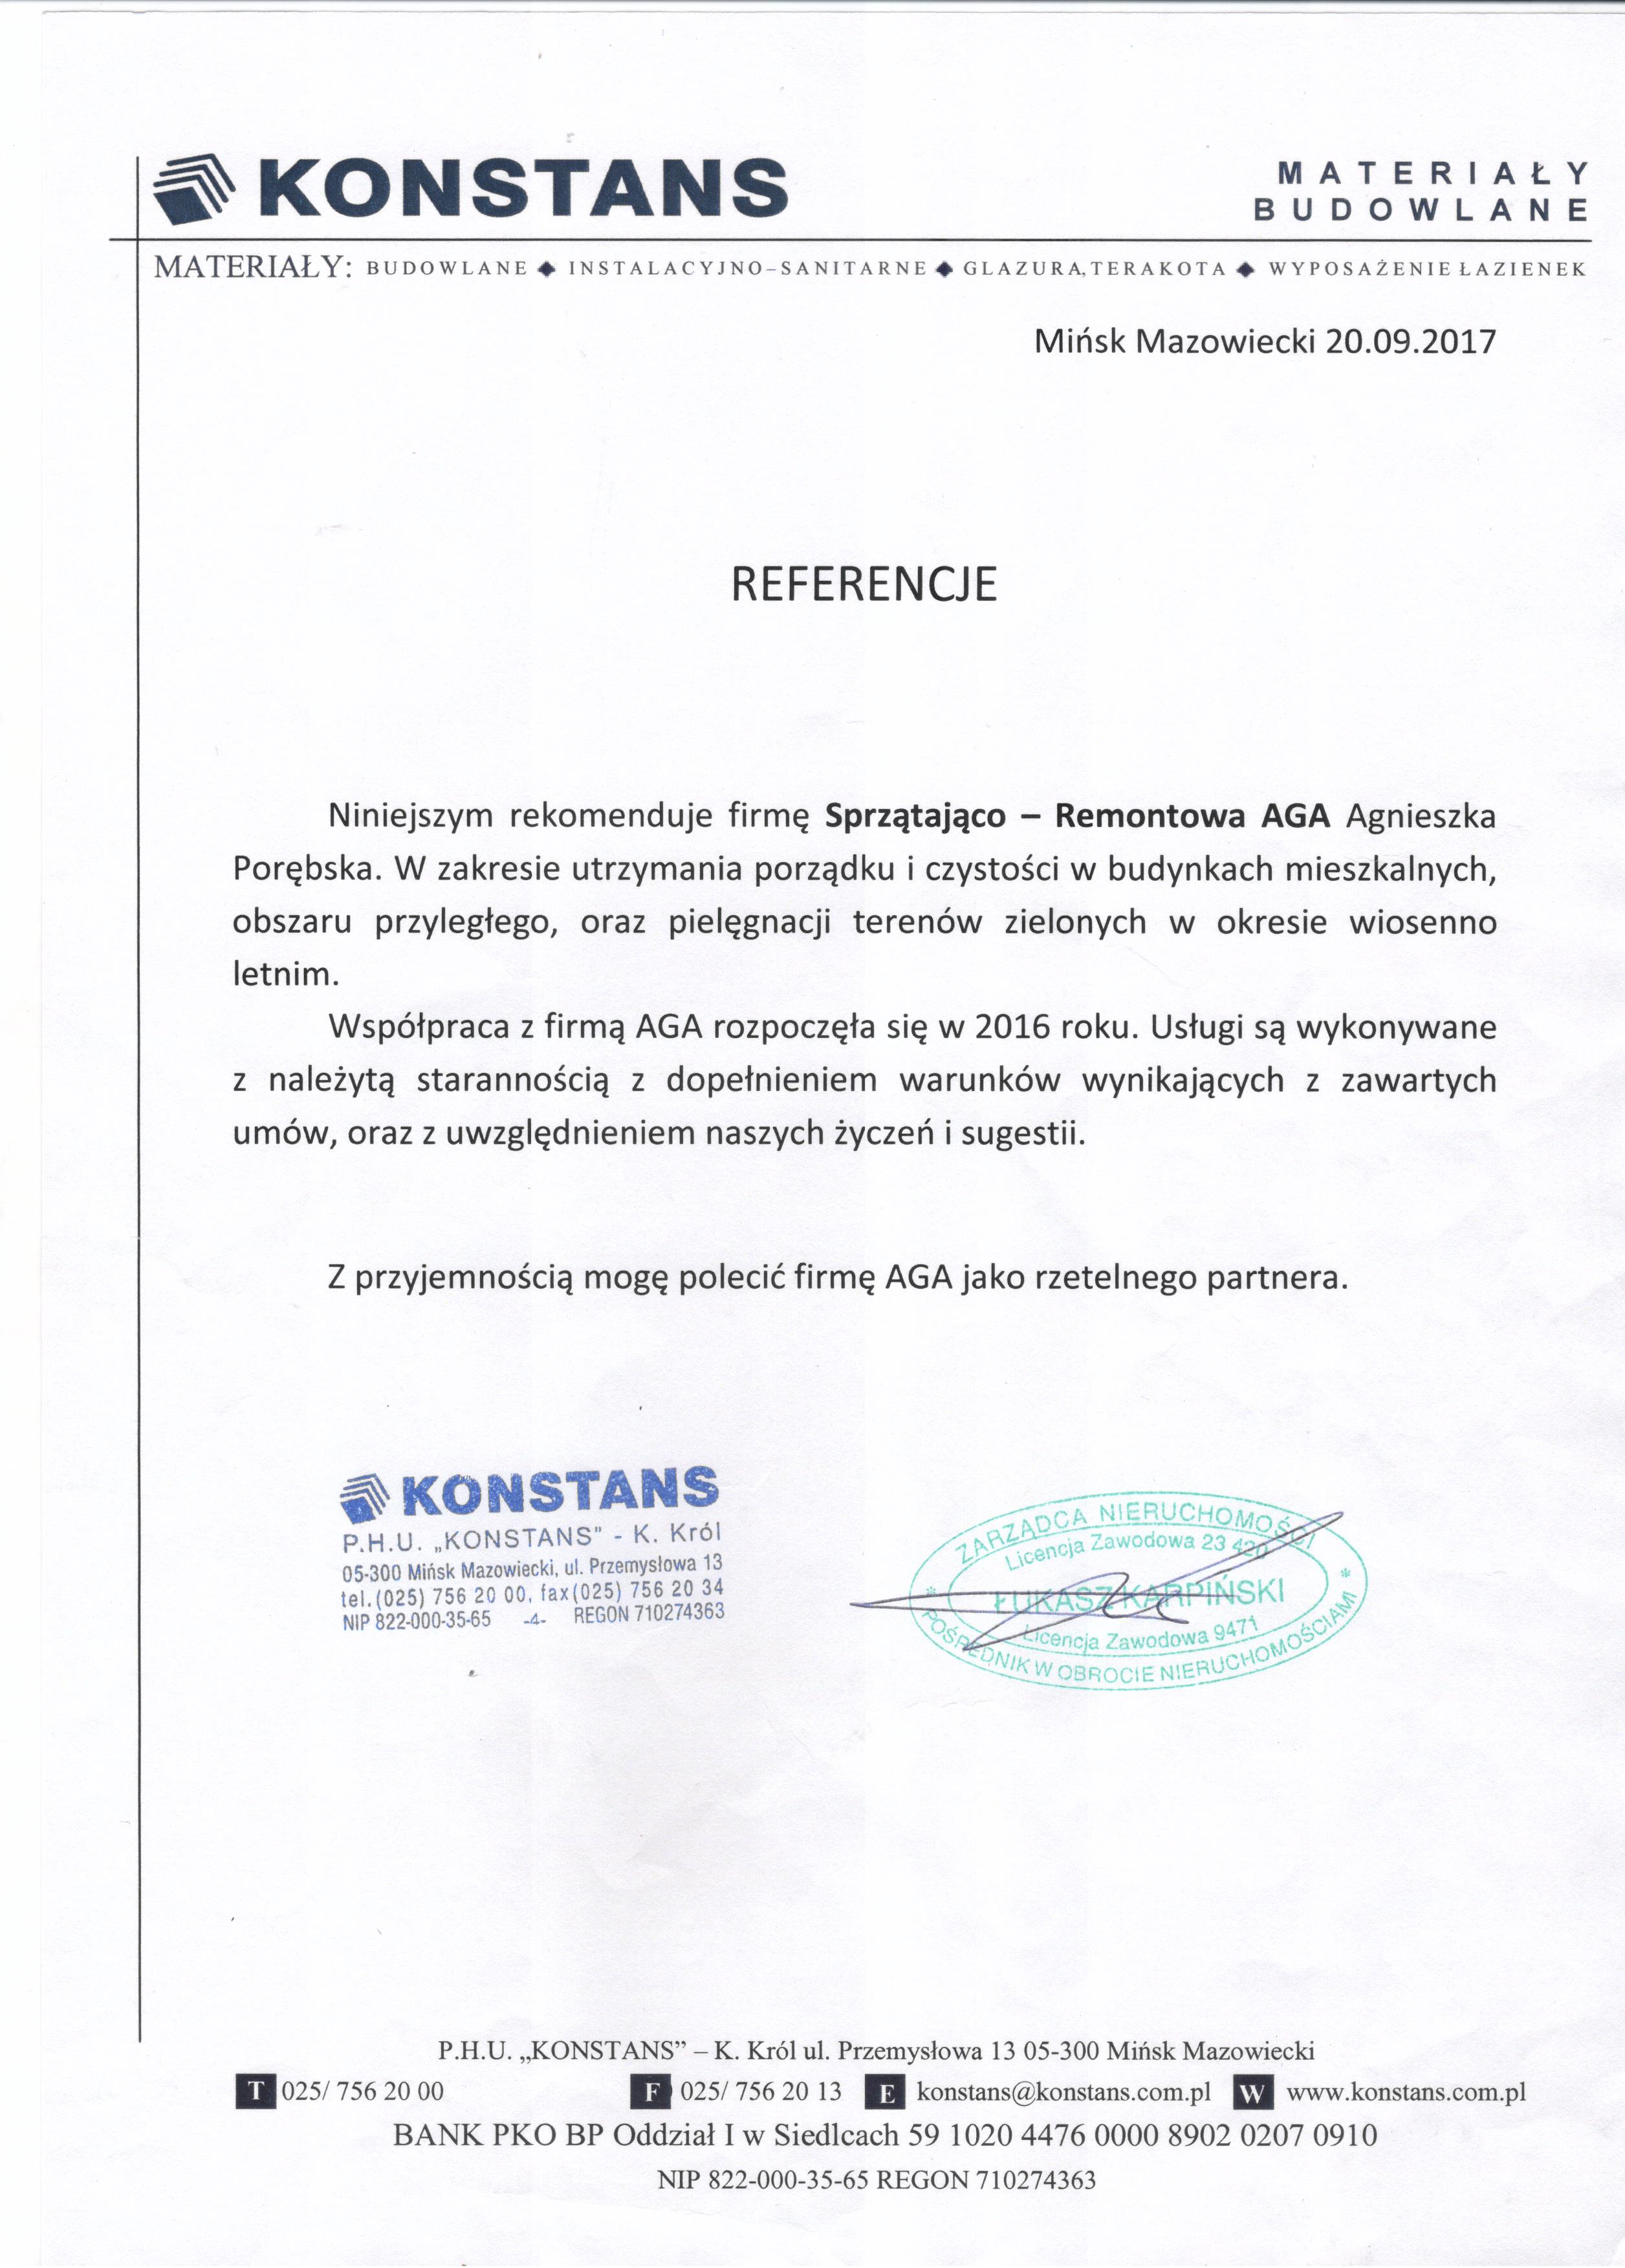 KONSTANS
MATERIAŁY
BUDOWLANE
MATERIAŁY: BUDOWLANE ◆ INSTALACYJNO-SANITARNE ◆ GLAZURA,TERAKOTA ◆ WYPOSAŻENIE ŁAZIENEK
Mińsk Mazowiecki 20.09.2017
REFERENCJE
Niniejszym rekomenduje firmę Sprzątająco – Remontowa AGA Agnieszka
Porębska. W zakresie utrzymania porządku i czystości w budynkach mieszkalnych,
obszaru przyległego, oraz pielęgnacji terenów zielonych w okresie wiosenno
letnim.
Współpraca z firmą AGA rozpoczęła się w 2016 roku. Usługi są wykonywane
z należytą starannością z dopełnieniem warunków wynikających z zawartych
umów, oraz z uwzględnieniem naszych życzeń i sugestii.
Z przyjemnością mogę polecić firmę AGA jako rzetelnego partnera.
KONSTANS
P.H.U. „KONSTANS" - K. Król
05-300 Mińsk Mazowiecki, ul. Przemysłowa 13
tel.(025) 756 20 00, fax(025) 756 20 34
NIP 822-000-35-65 -4- REGON 710274363
ZARZĄDCA NIERUCHOMOŚCI
Licencja Zawodowa 23 420
ŁUKASZ KARPIŃSKI
Licencja Zawodowa 9471
* POŚREDNIK W OBROCIE NIERUCHOMOŚCIAMI *
P.H.U. „KONSTANS” – K. Król ul. Przemysłowa 13 05-300 Mińsk Mazowiecki
T 025/ 756 20 00 F 025/ 756 20 13 E konstans@konstans.com.pl W www.konstans.com.pl
BANK PKO BP Oddział I w Siedlcach 59 1020 4476 0000 8902 0207 0910
NIP 822-000-35-65 REGON 710274363